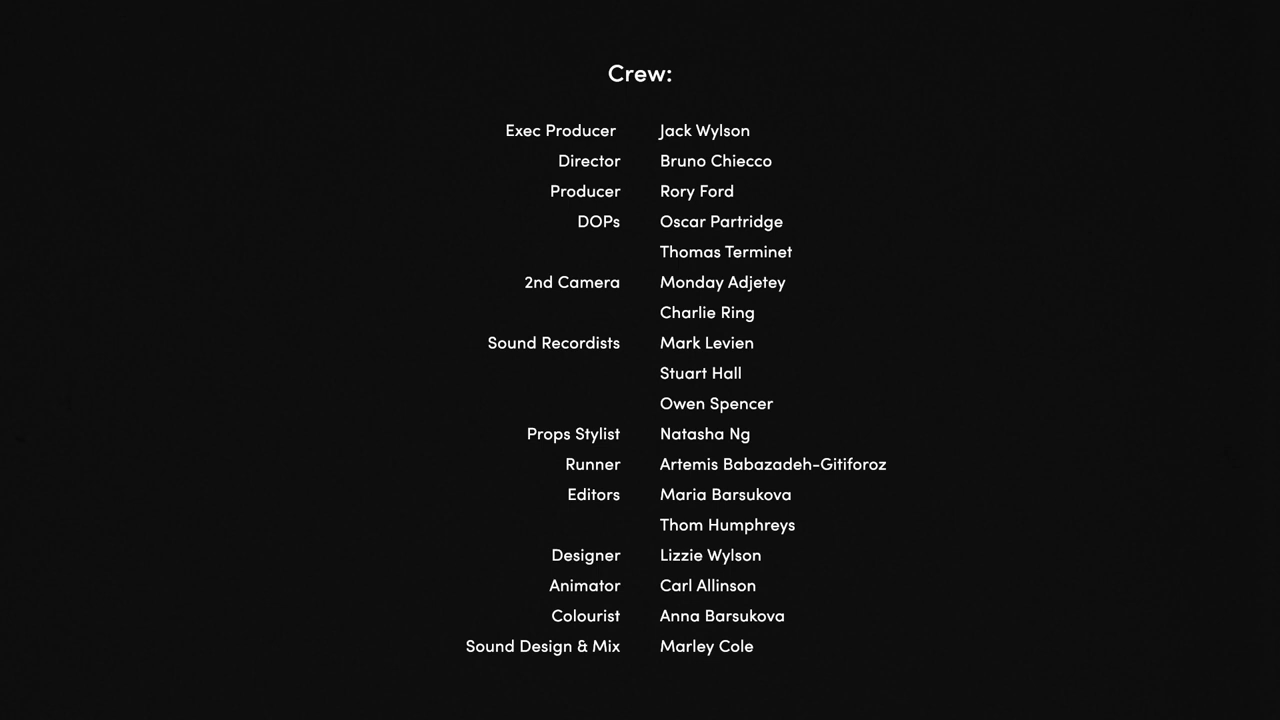 Crew:
Exec Producer Jack Wylson
Director Bruno Chiecco
Producer Rory Ford
DOPs Oscar Partridge
Thomas Terminet
2nd Camera Monday Adjetey
Charlie Ring
Sound Recordists Mark Levien
Stuart Hall
Owen Spencer
Props Stylist Natasha Ng
Runner Artemis Babazadeh-Gitiforoz
Editors Maria Barsukova
Thom Humphreys
Designer Lizzie Wylson
Animator Carl Allinson
Colourist Anna Barsukova
Sound Design & Mix Marley Cole